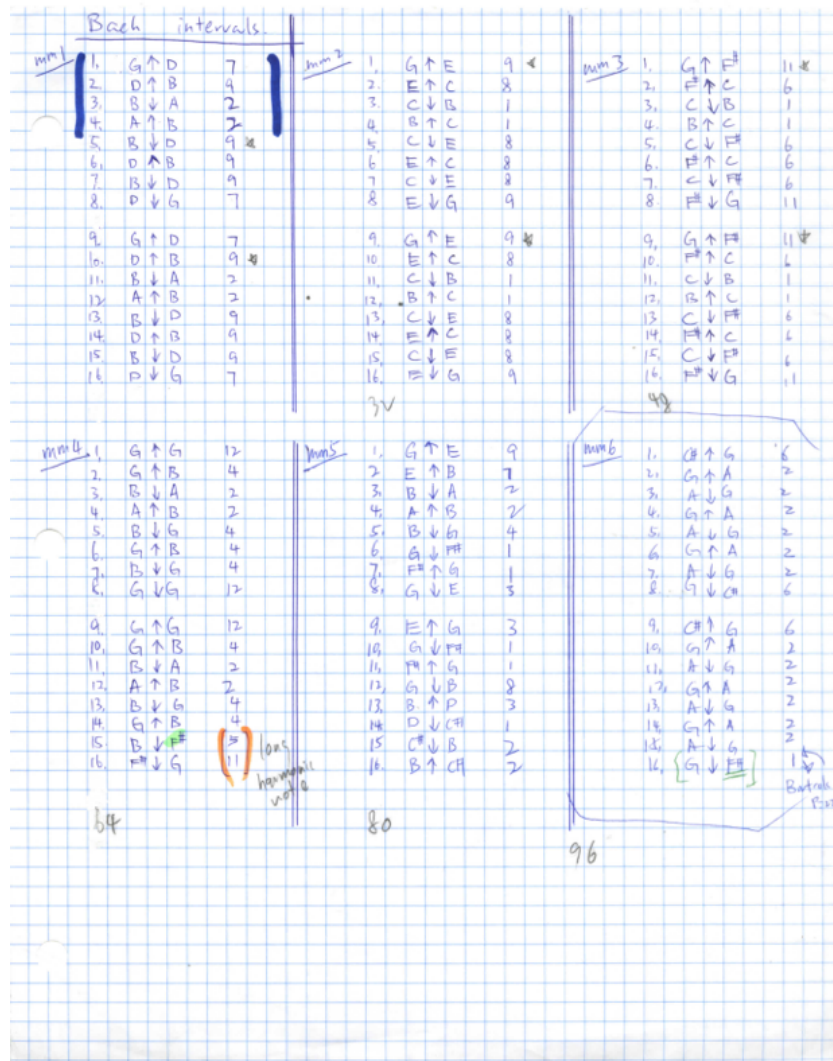 Bach intervals.
mm1
1. G↑D 7
2. D↑B 9
3. B↓A 2
4. A↑B 2
5. B↓D 9 *
6. D↑B 9
7. B↓D 9
8. D↓G 7
9. G↑D 7
10. D↑B 9 *
11. B↓A 2
12 A↑B 2
13. B↓D 9
14. D↑B 9
15 B↓D 9
16. D↓G 7
mm2
1. G↑E 9 *
2. E↑C 8
3. C↓B 1
4. B↑C 1
5. C↓E 8
6 E↑C 8
7 C↓E 8
8 E↓G 9
9. G↑E 9 *
10 E↑C 8
11. C↓B 1
12. B↑C 1
13. C↓E 8
14 E↑C 8
15. C↓E 8
16. E↓G 9
32
mm3
1. G↑F# 11 *
2. F#↑C 6
3. C↓B 1
4. B↑C 1
5. C↓F# 6
6. F#↑C 6
7. C↓F# 6
8. F#↓G 11
9. G↑F# 11 *
10. F#↑C 6
11. C↓B 1
12. B↑C 1
13. C↓F# 6
14. F#↑C 6
15. C↓F# 6
16. F#↓G 11
48
mm4
1. G↑G 12
2. G↑B 4
3. B↓A 2
4. A↑B 2
5. B↓G 4
6. G↑B 4
7. B↓G 4
8. G↓G 12
9. G↑G 12
10. G↑B 4
11. B↓A 2
12. A↑B 2
13. B↓G 4
14. G↑B 4
15 B↓F# 5
16. F#↓G 11
long
harmonic
note
64
mm5
1. G↑E 9
2 E↑B 7
3. B↓A 2
4. A↑B 2
5. B↓G 4
6. G↓F# 1
7. F#↑G 1
8. G↓E 3
9. E↑G 3
10. G↓F# 1
11. F#↑G 1
12. G↓B 8
13. B↑D 3
14 D↓C# 1
15 C#↓B 2
16. B↑C# 2
80
mm6
1. C#↑G 6
2. G↑A 2
3. A↓G 2
4. G↑A 2
5. A↓G 2
6 G↑A 2
7. A↓G 2
8. G↓C# 6
9. C#↑G 6
10. G↑A 2
11. A↓G 2
12. G↑A 2
13. A↓G 2
14. G↑A 2
15. A↓G 2
16. [G↓F#] 1
96